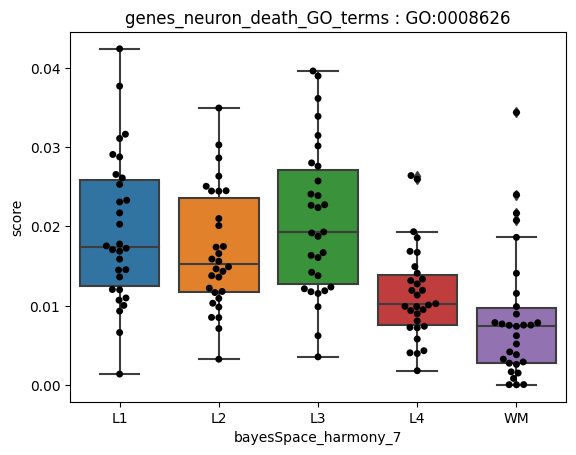 genes_neuron_death_GO_terms : GO:0008626
0.04
0.03
0.02
0.01
0.00
score
L1 L2 L3 L4 WM
bayesSpace_harmony_7